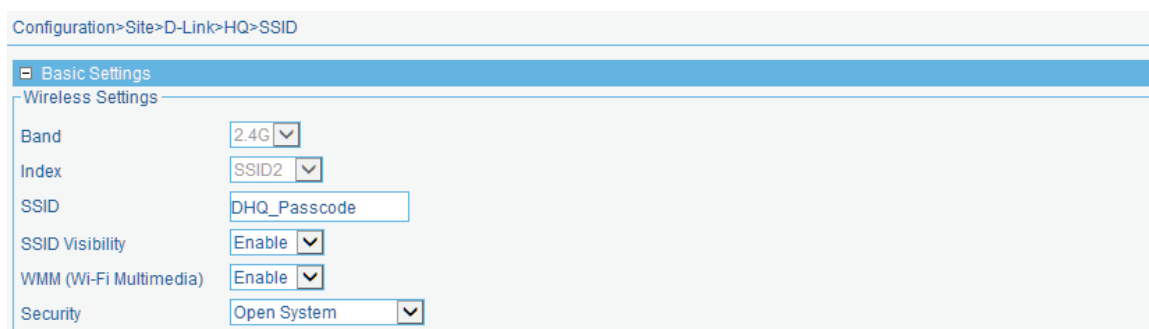 Configuration>Site>D-Link>HQ>SSID
Basic Settings
Wireless Settings
Band 2.4G
Index SSID2
SSID DHQ_Passcode
SSID Visibility Enable
WMM (Wi-Fi Multimedia) Enable
Security Open System